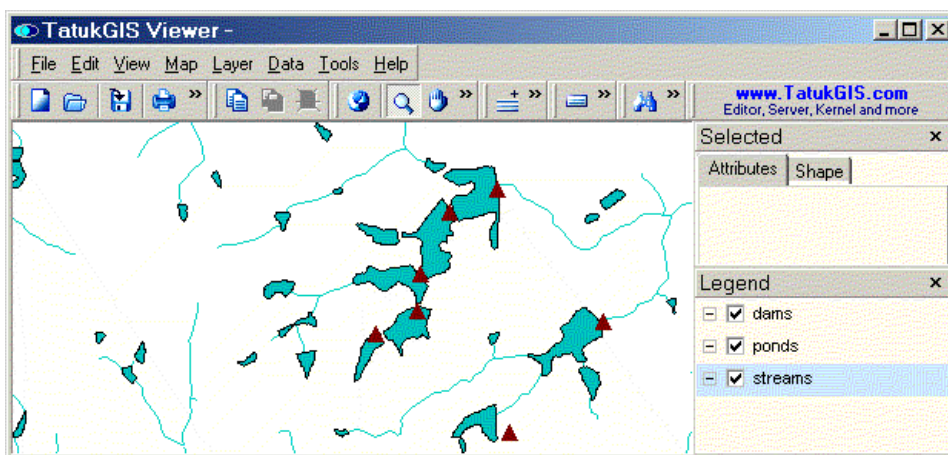 TatukGIS Viewer -
File Edit View Map Layer Data Tools Help
» » » »
www.TatukGIS.com
Editor, Server, Kernel and more
Selected
Attributes Shape
Legend
dams
ponds
streams